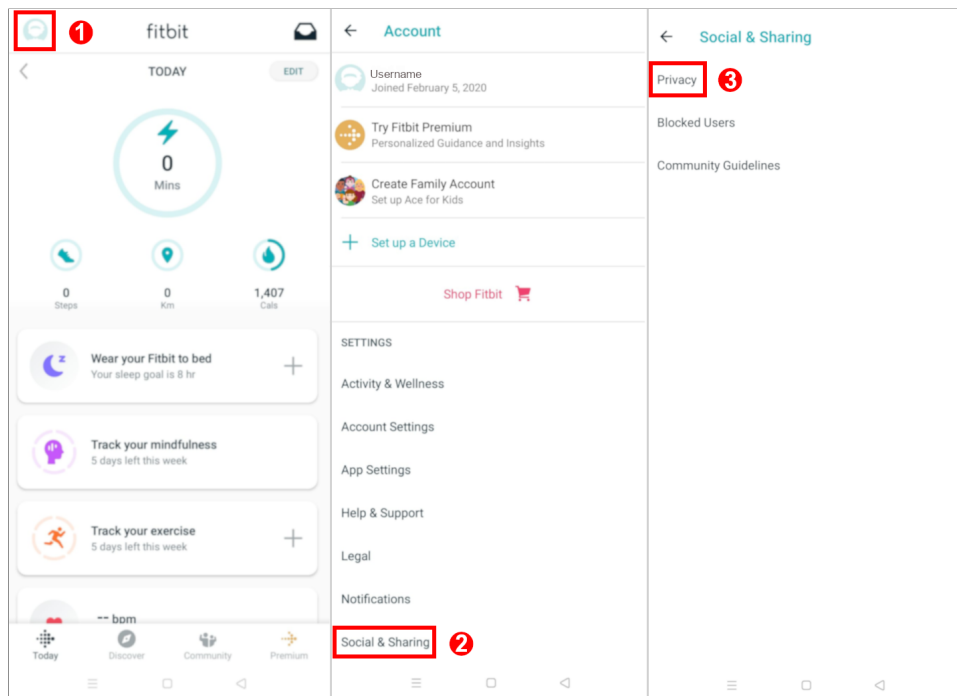 1
fitbit
TODAY
EDIT
0
Mins
0
Steps
0
Km
1,407
Cals
z
Wear your Fitbit to bed
Your sleep goal is 8 hr
Track your mindfulness
5 days left this week
Track your exercise
5 days left this week
-- bpm
Today
Discover
Community
Premium
Account
Username
Joined February 5, 2020
Try Fitbit Premium
Personalized Guidance and Insights
Create Family Account
Set up Ace for Kids
Set up a Device
Shop Fitbit
SETTINGS
Activity & Wellness
Account Settings
App Settings
Help & Support
Legal
Notifications
Social & Sharing
2
Social & Sharing
Privacy
3
Blocked Users
Community Guidelines